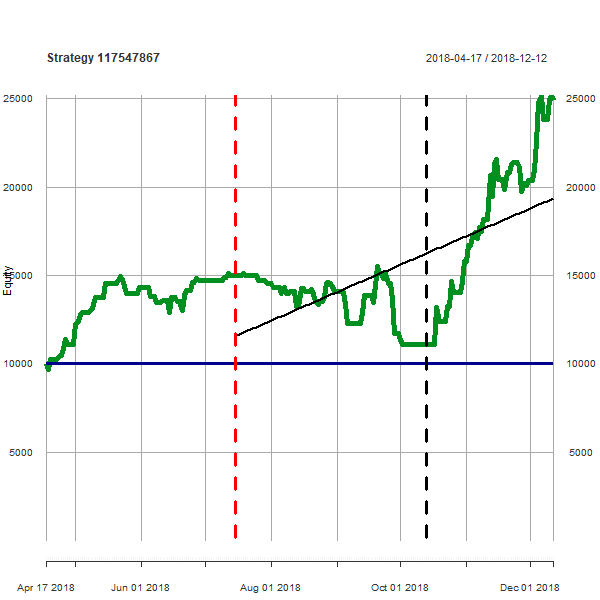 Strategy 117547867
2018-04-17 / 2018-12-12
25000 25000
20000 20000
15000 15000
Equity
10000 10000
5000 5000
Apr 17 2018 Jun 01 2018 Aug 01 2018 Oct 01 2018 Dec 01 2018